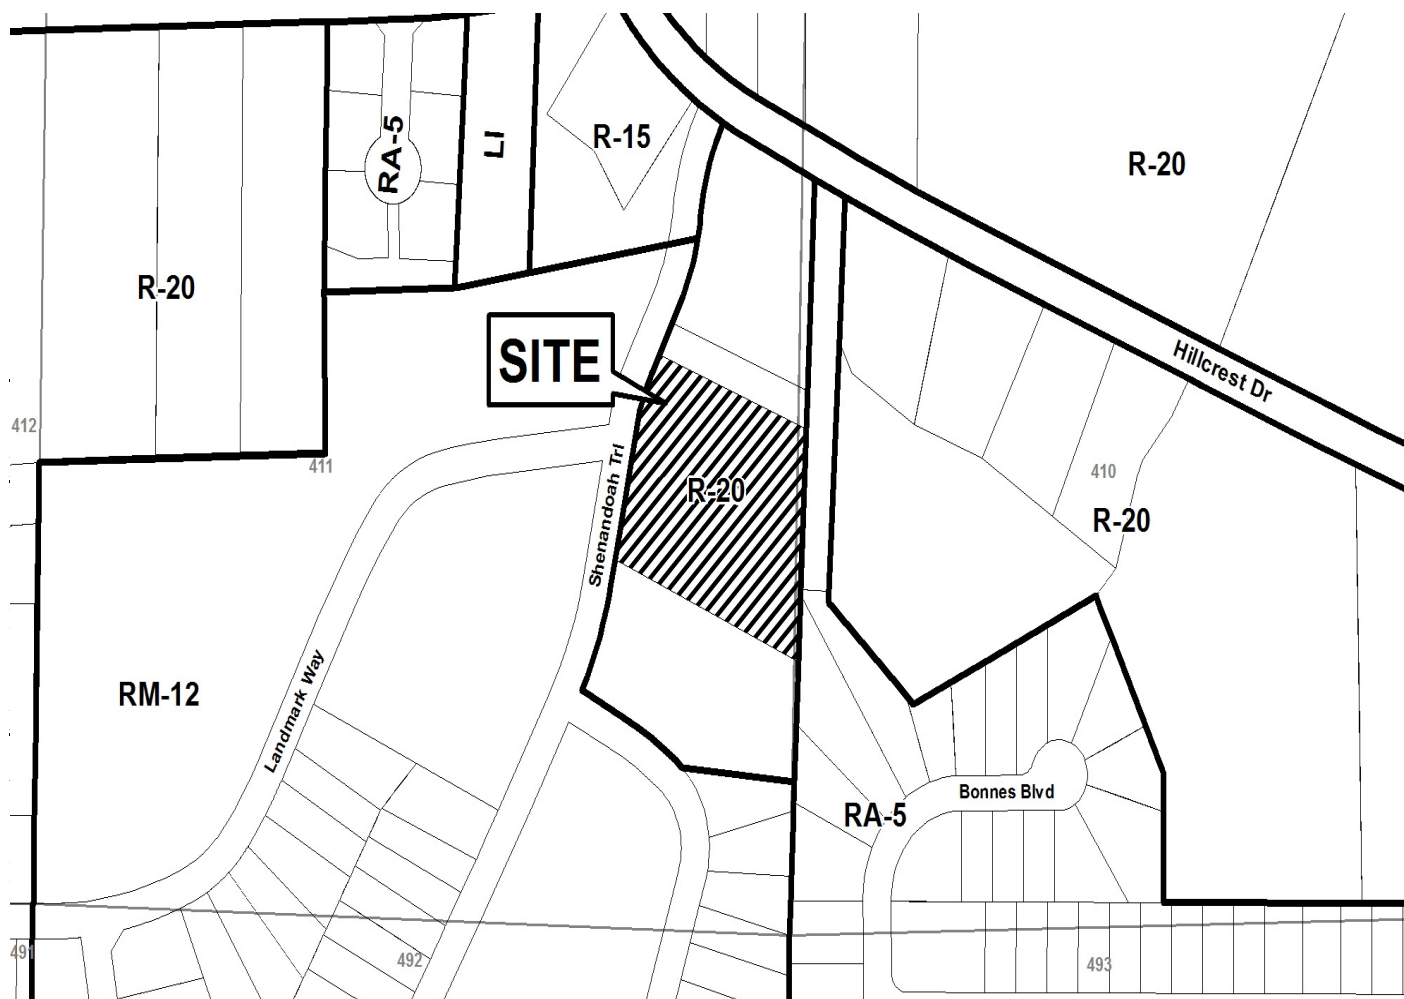 RA-5
LI
R-15
R-20
R-20
SITE
Hillcrest Dr
412
411
410
R-20
R-20
Shenandoah Trl
RM-12
Landmark Way
Bonnes Blvd
RA-5
491
492
493